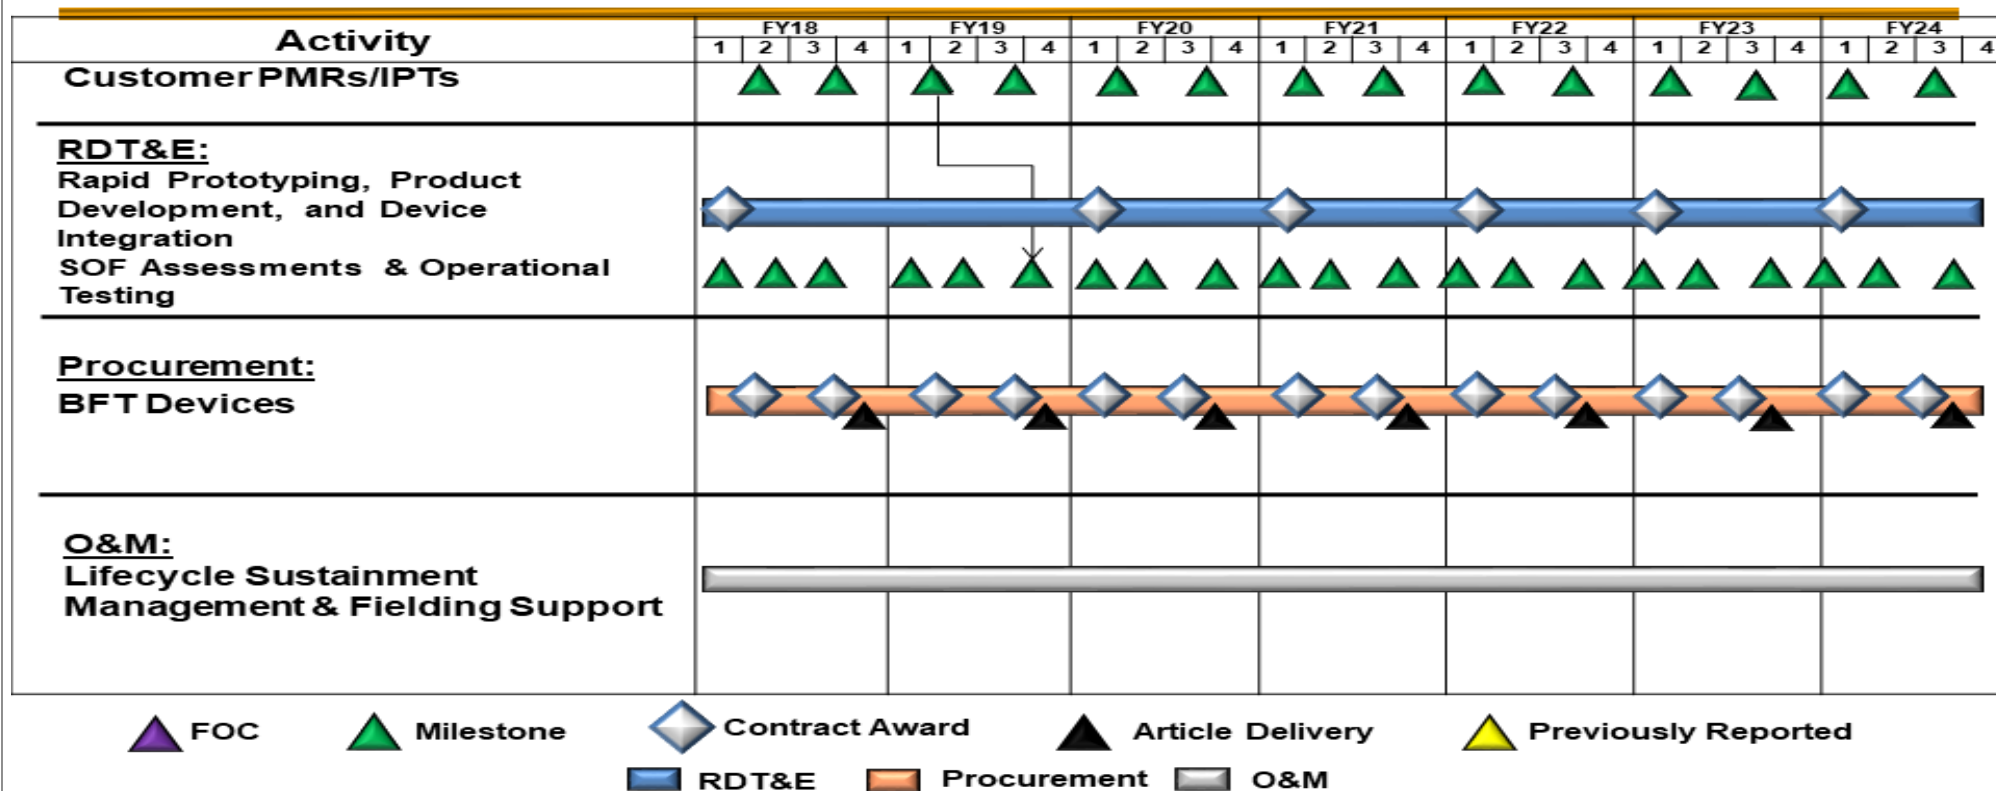 Activity
FY18 FY19 FY20 FY21 FY22 FY23 FY24
1 2 3 4 1 2 3 4 1 2 3 4 1 2 3 4 1 2 3 4 1 2 3 4 1 2 3 4
Customer PMRs/IPTs
RDT&E:
Rapid Prototyping, Product
Development, and Device
Integration
SOF Assessments & Operational
Testing
Procurement:
BFT Devices
O&M:
Lifecycle Sustainment
Management & Fielding Support
FOC Milestone Contract Award Article Delivery Previously Reported
RDT&E Procurement O&M